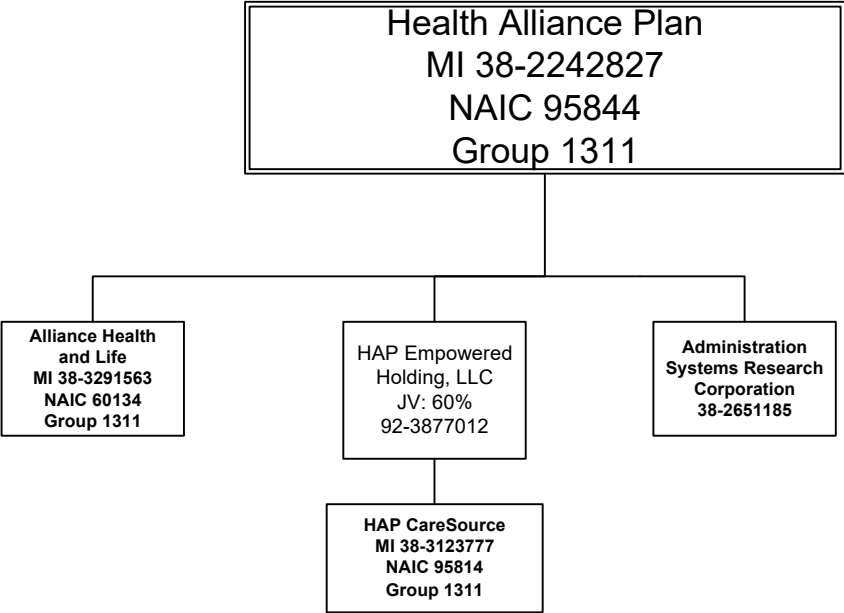 Health Alliance Plan
MI 38-2242827
NAIC 95844
Group 1311
Alliance Health
and Life
MI 38-3291563
NAIC 60134
Group 1311
HAP Empowered
Holding, LLC
JV: 60%
92-3877012
Administration
Systems Research
Corporation
38-2651185
HAP CareSource
MI 38-3123777
NAIC 95814
Group 1311